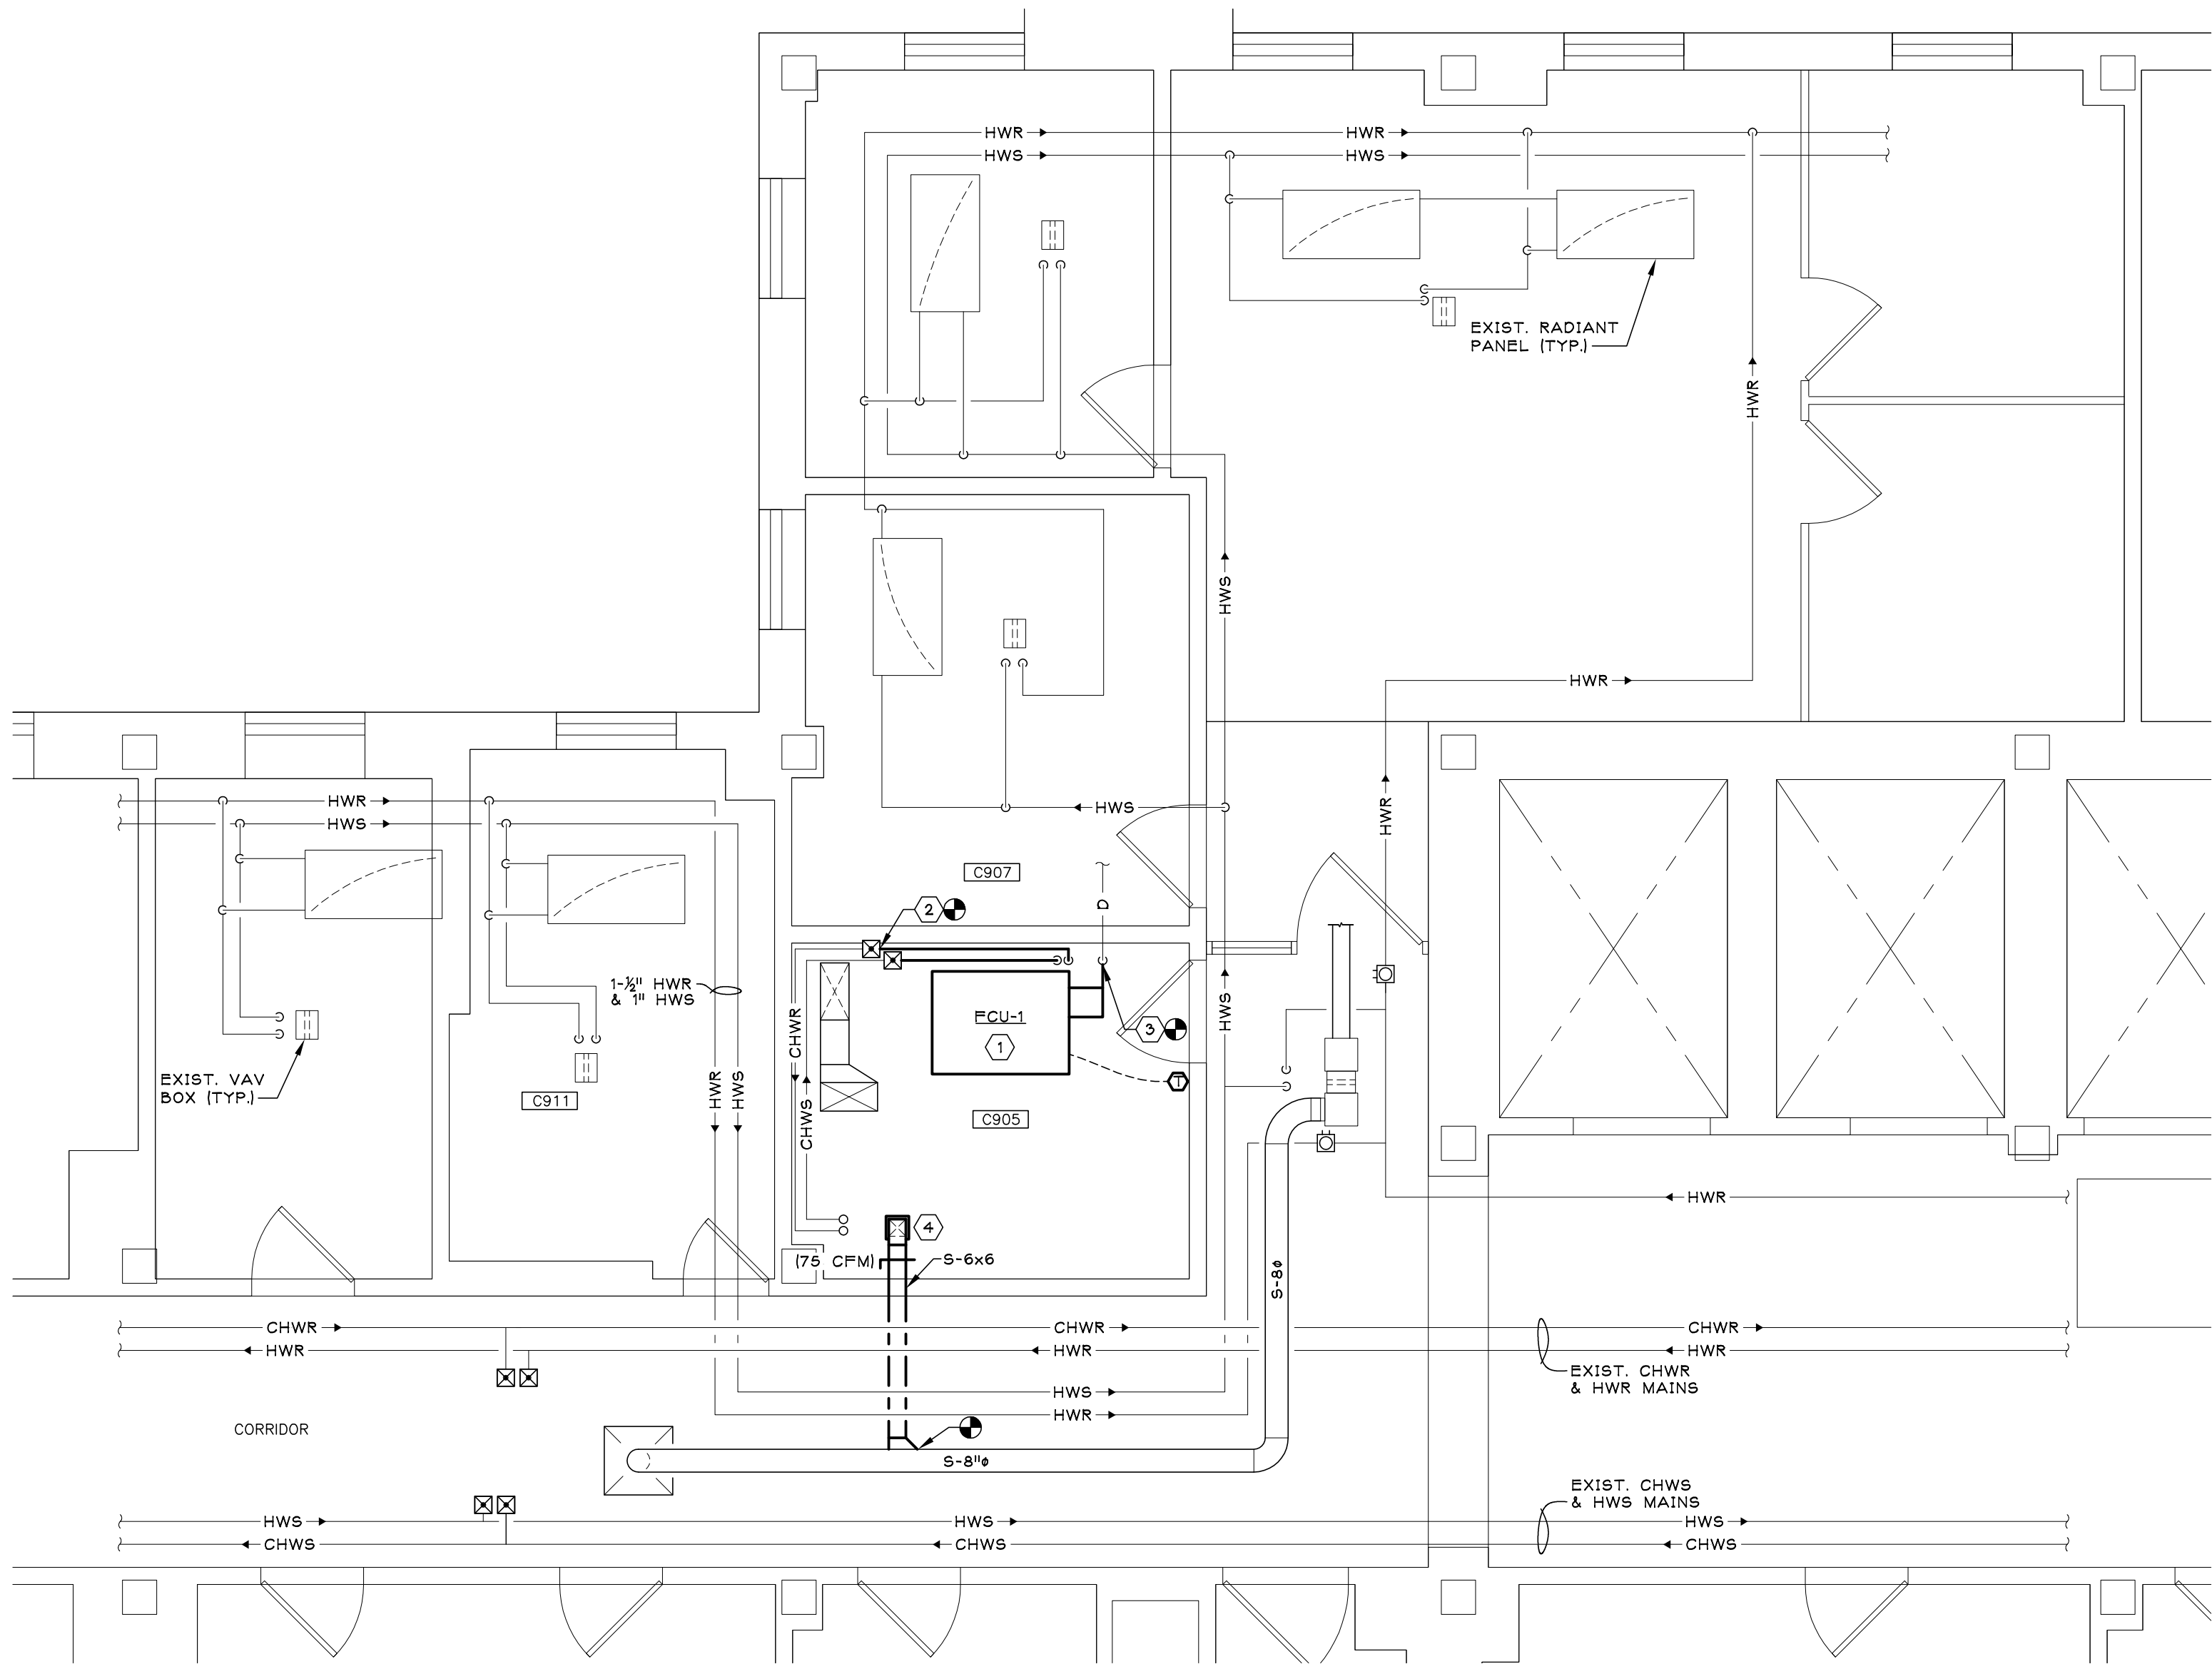 HWR HWR
HWS HWS
EXIST. RADIANT
PANEL (TYP.)
HWR
HWS
HWR
HWR
HWR HWS
HWS
C907
D
2
1-½" HWR
& 1" HWS
CHWR
FCU-1
1
3
HWS
T
EXIST. VAV
BOX (TYP.)
C911
HWR
HWS
CHWS
C905
HWR
4
(75 CFM)
S-6x6
S-8ø
CHWR CHWR CHWR
HWR HWR HWR
EXIST. CHWR
& HWR MAINS
HWS
HWR
CORRIDOR
S-8"ø
EXIST. CHWS
& HWS MAINS
HWS HWS HWS
CHWS CHWS CHWS